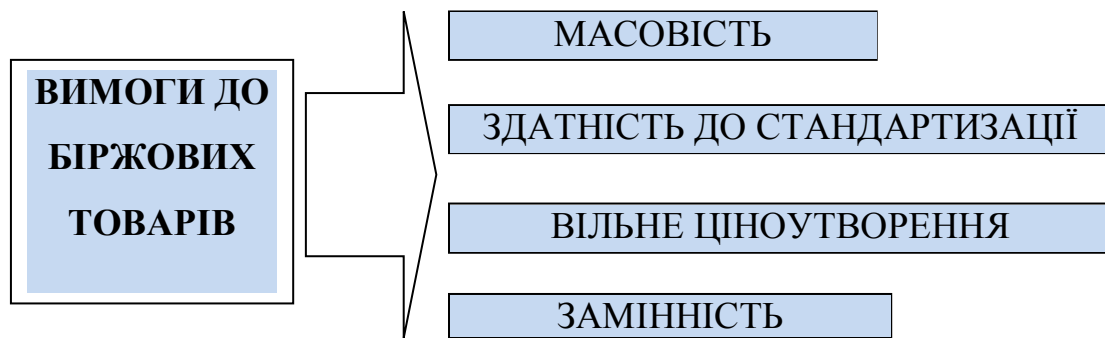 ВИМОГИ ДО
БІРЖОВИХ
ТОВАРІВ
МАСОВІСТЬ
ЗДАТНІСТЬ ДО СТАНДАРТИЗАЦІЇ
ВІЛЬНЕ ЦІНОУТВОРЕННЯ
ЗАМІННІСТЬ